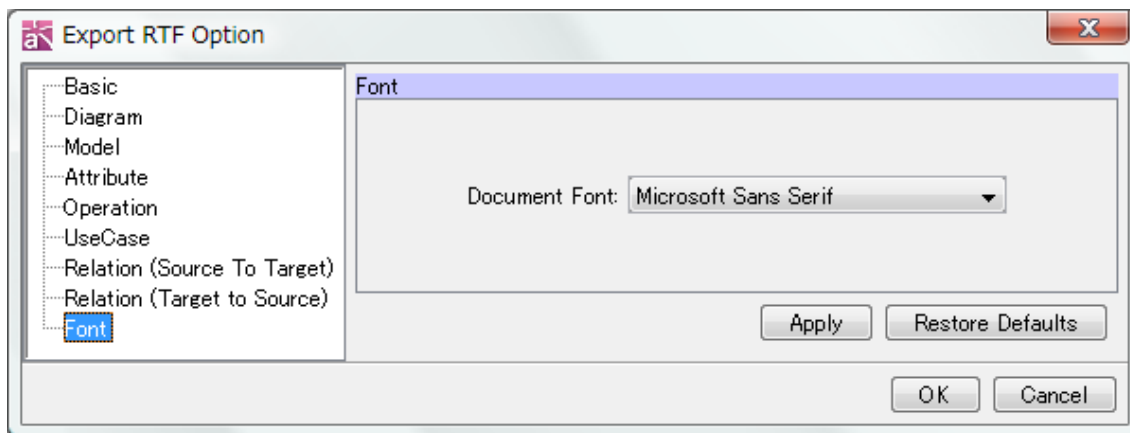 Export RTF Option
Basic
Diagram
Model
Attribute
Operation
UseCase
Relation (Source To Target)
Relation (Target to Source)
Font
Font
Document Font: Microsoft Sans Serif
Apply Restore Defaults
OK Cancel